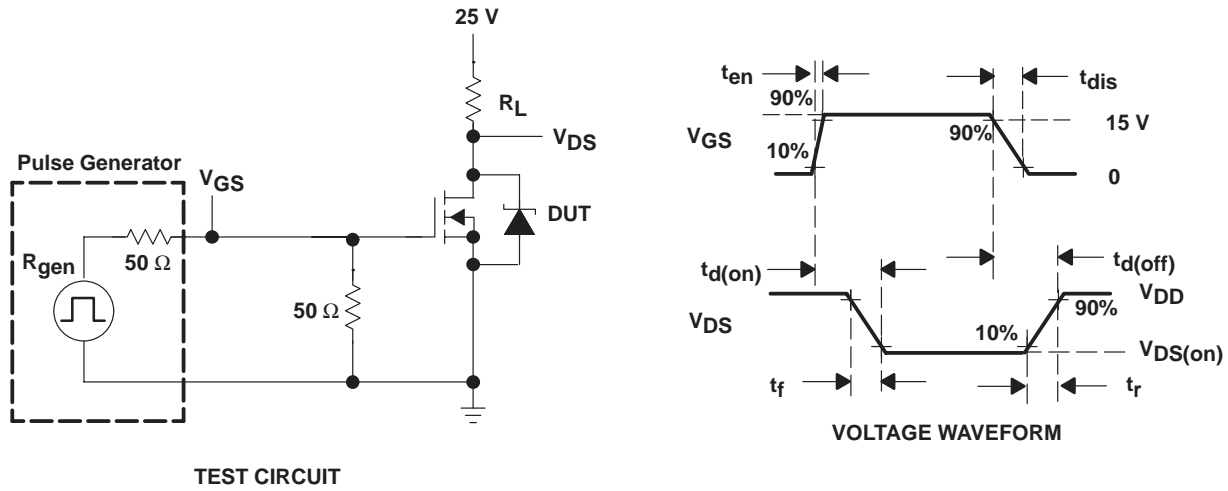 25 V
RL
VDS
Pulse Generator
VGS
DUT
Rgen
50 Ω
50 Ω
TEST CIRCUIT
ten
tdis
90%
VGS
90%
15 V
10%
0
td(on)
td(off)
VDD
VDS
90%
10%
VDS(on)
tf
tr
VOLTAGE WAVEFORM